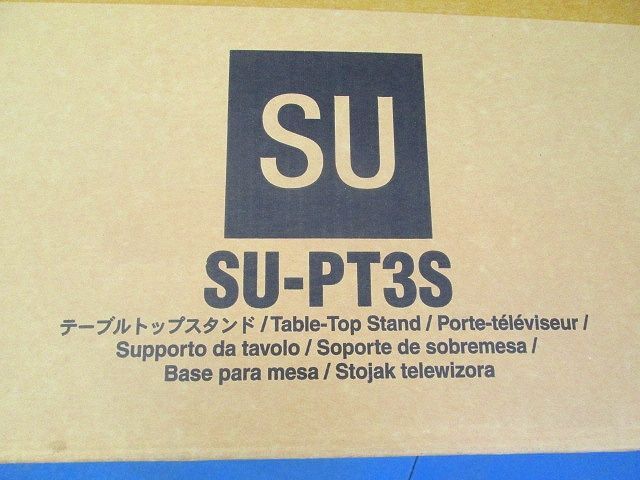 SU
SU-PT3S
テーブルトップスタンド / Table-Top Stand / Porte-téléviseur /
Supporto da tavolo / Soporte de sobremesa /
Base para mesa / Stojak telewizora